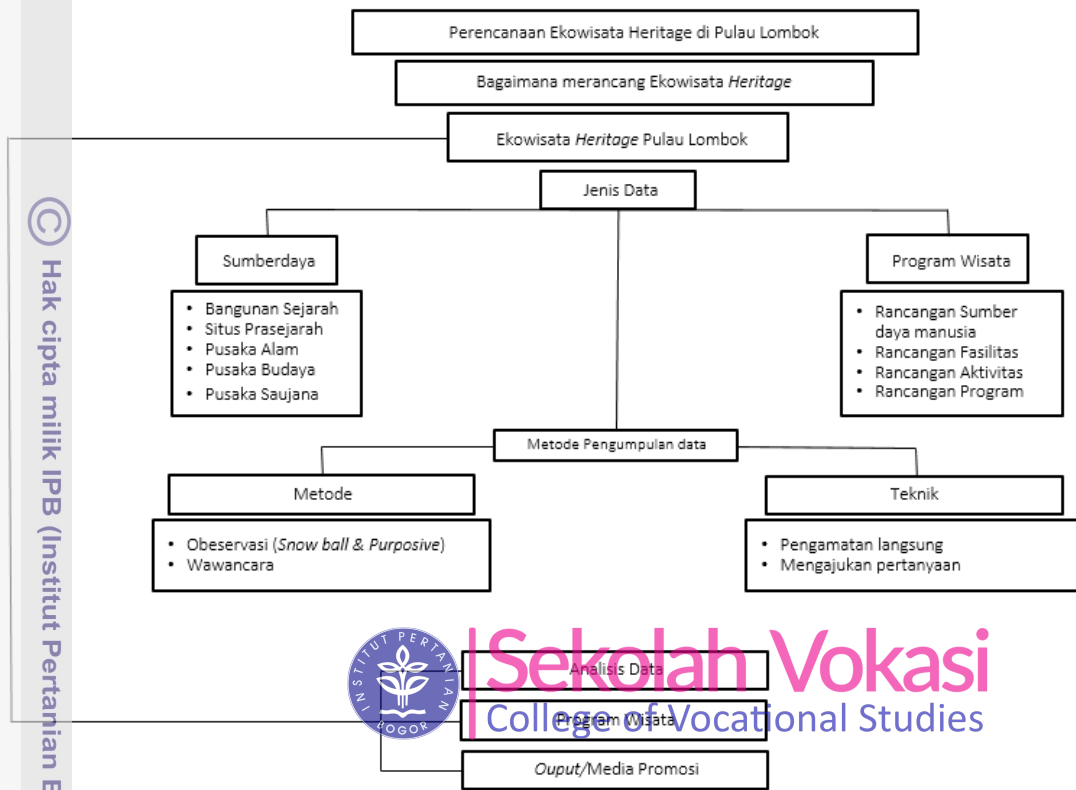 Perencanaan Ekowisata Heritage di Pulau Lombok
Bagaimana merancang Ekowisata Heritage
Ekowisata Heritage Pulau Lombok
Jenis Data
Sumberdaya
• Bangunan Sejarah
• Situs Prasejarah
• Pusaka Alam
• Pusaka Budaya
• Pusaka Saujana
Program Wisata
• Rancangan Sumber
daya manusia
• Rancangan Fasilitas
• Rancangan Aktivitas
• Rancangan Program
Metode Pengumpulan data
Metode
• Obeservasi (Snow ball & Purposive)
• Wawancara
Teknik
• Pengamatan langsung
• Mengajukan pertanyaan
Analisis Data
Program Wisata
Ouput/Media Promosi
© Hak cipta milik IPB (Institut Pertanian B
INSTITUT PERTANIAN
BOGOR
Sekolah Vokasi
College of Vocational Studies